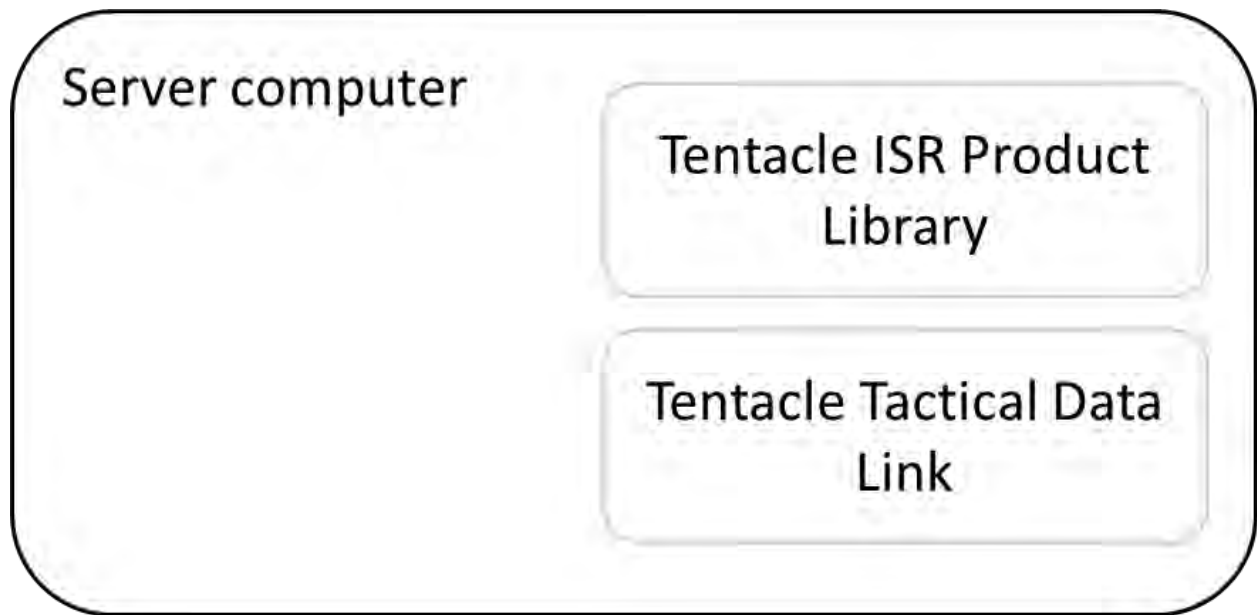 Server computer
Tentacle ISR Product
Library
Tentacle Tactical Data
Link